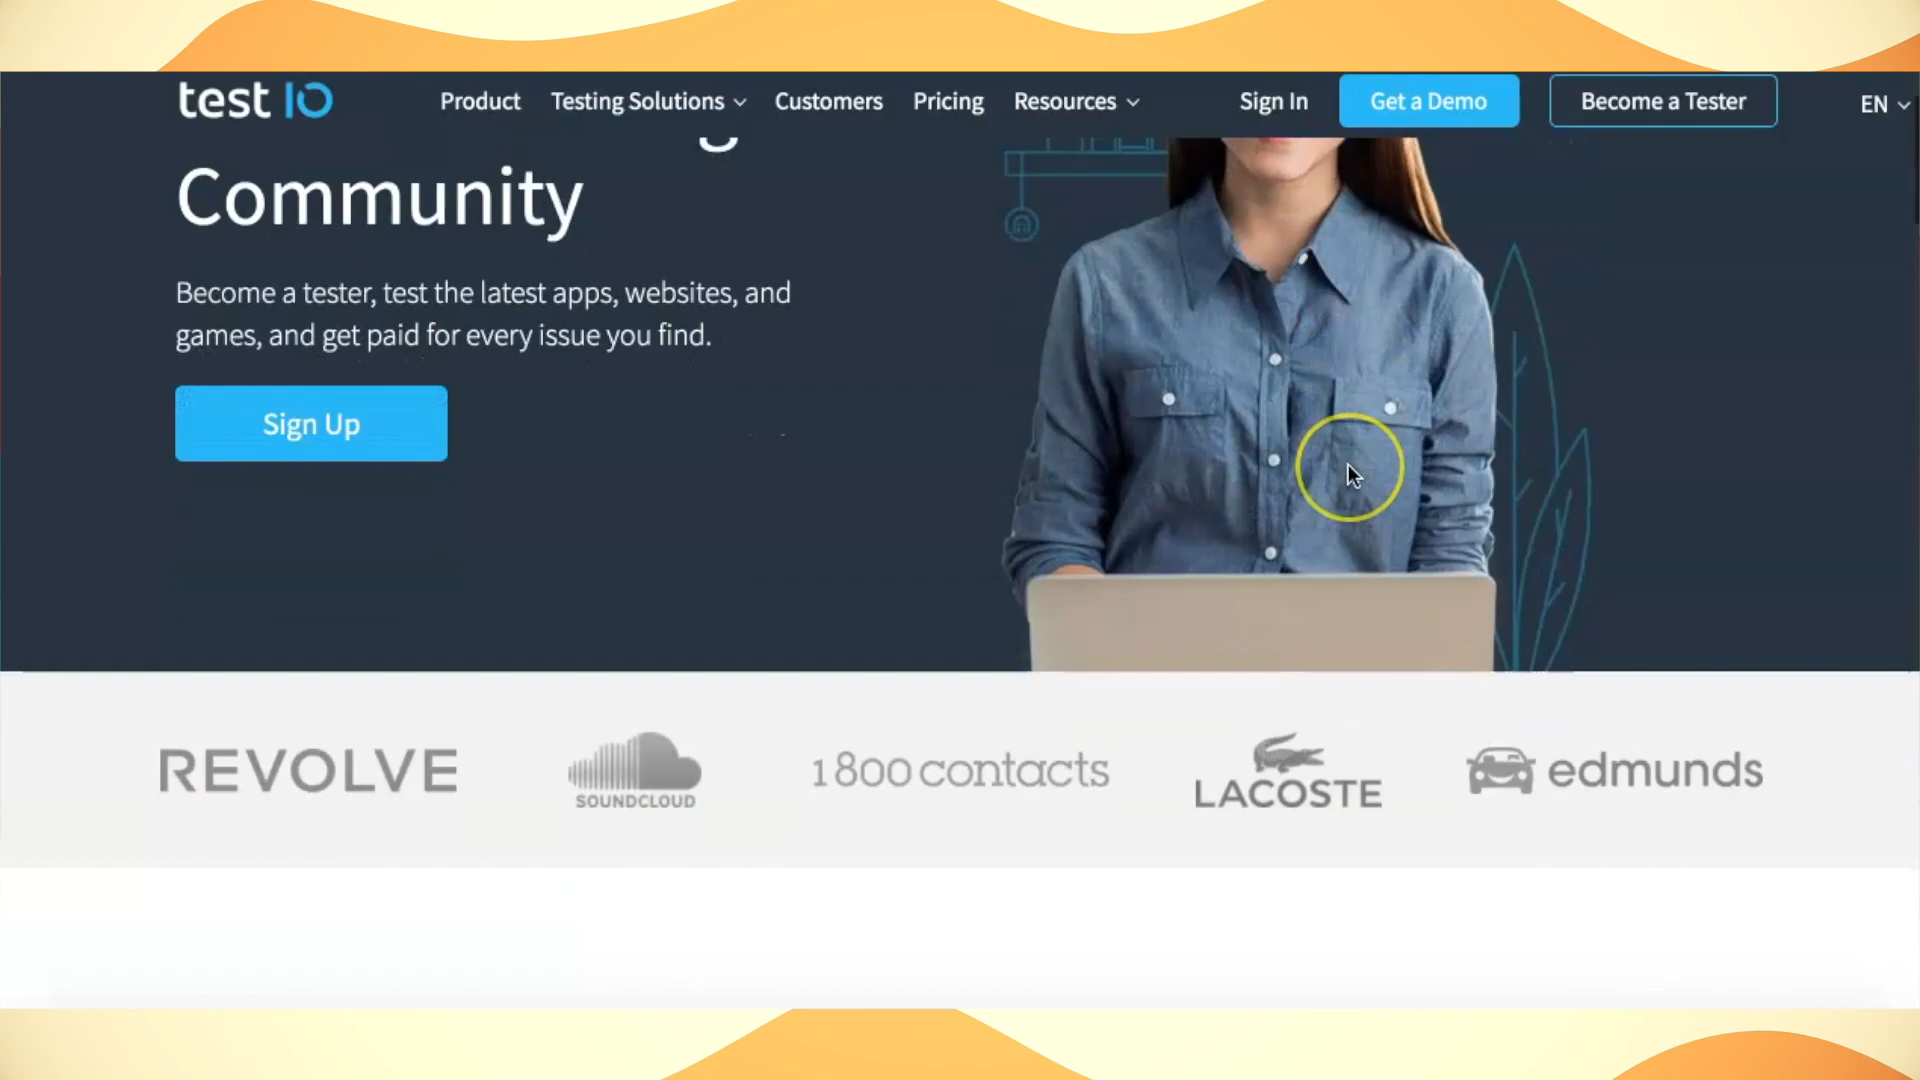 test IO
Product
Testing Solutions
Customers
Pricing
Resources
Sign In
Get a Demo
Become a Tester
EN
Community
Become a tester, test the latest apps, websites, and
games, and get paid for every issue you find.
Sign Up
REVOLVE
SOUNDCLOUD
1800 contacts
LACOSTE
edmunds